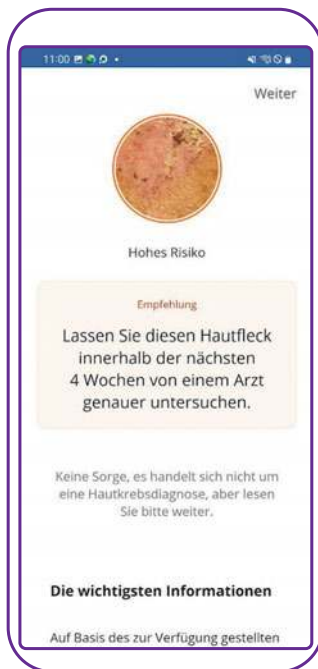 11:00
Weiter
Hohes Risiko
Empfehlung
Lassen Sie diesen Hautfleck
innerhalb der nächsten
4 Wochen von einem Arzt
genauer untersuchen.
Keine Sorge, es handelt sich nicht um
eine Hautkrebsdiagnose, aber lesen
Sie bitte weiter.
Die wichtigsten Informationen
Auf Basis des zur Verfügung gestellten